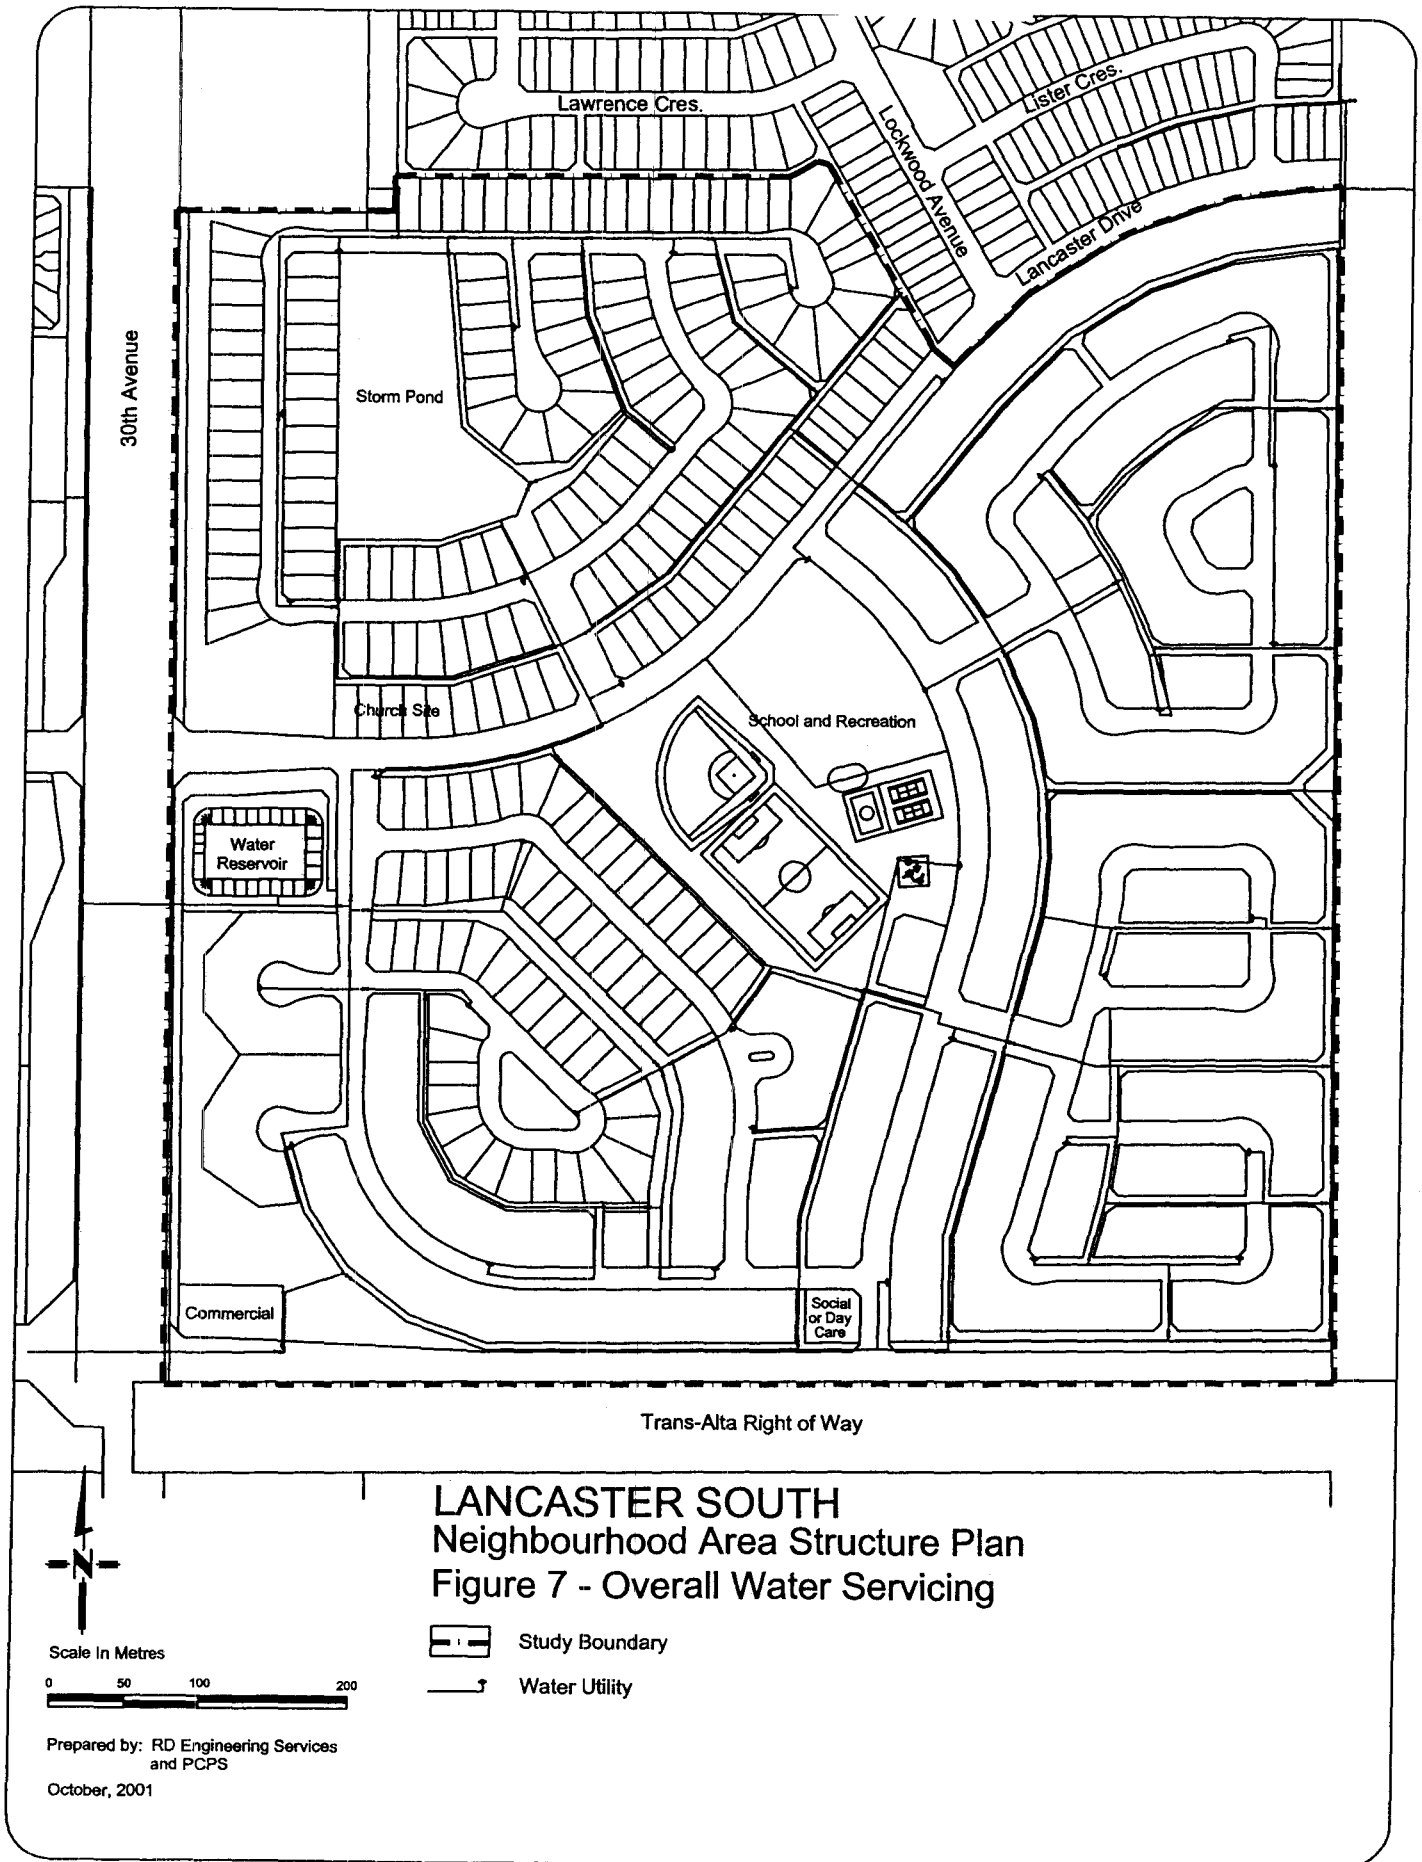 Lawrence Cres.
Lister Cres.
Lockwood Avenue
Lancaster Drive
30th Avenue
Storm Pond
Church Site
School and Recreation
Water
Reservoir
Commercial
Social
or Day
Care
Trans-Alta Right of Way
LANCASTER SOUTH
Neighbourhood Area Structure Plan
Figure 7 - Overall Water Servicing
N
Study Boundary
Water Utility
Scale In Metres
0 50 100 200
Prepared by: RD Engineering Services
and PCPS
October, 2001